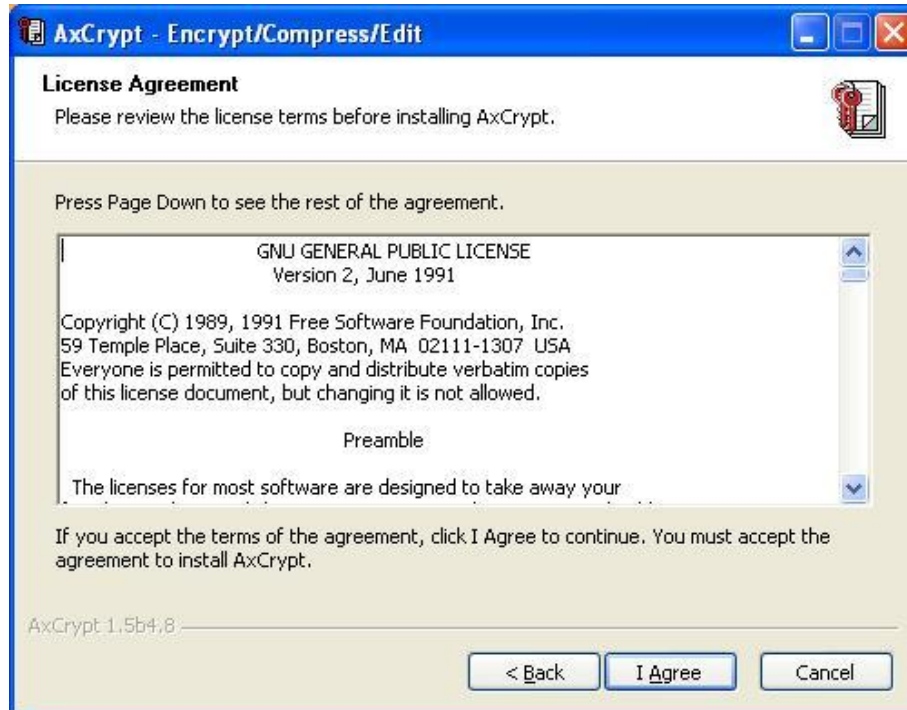 AxCrypt - Encrypt/Compress/Edit
License Agreement
Please review the license terms before installing AxCrypt.
Press Page Down to see the rest of the agreement.
GNU GENERAL PUBLIC LICENSE
Version 2, June 1991
Copyright (C) 1989, 1991 Free Software Foundation, Inc.
59 Temple Place, Suite 330, Boston, MA 02111-1307 USA
Everyone is permitted to copy and distribute verbatim copies
of this license document, but changing it is not allowed.
Preamble
The licenses for most software are designed to take away your
If you accept the terms of the agreement, click I Agree to continue. You must accept the
agreement to install AxCrypt.
AxCrypt 1.5b4.8
< Back
I Agree
Cancel